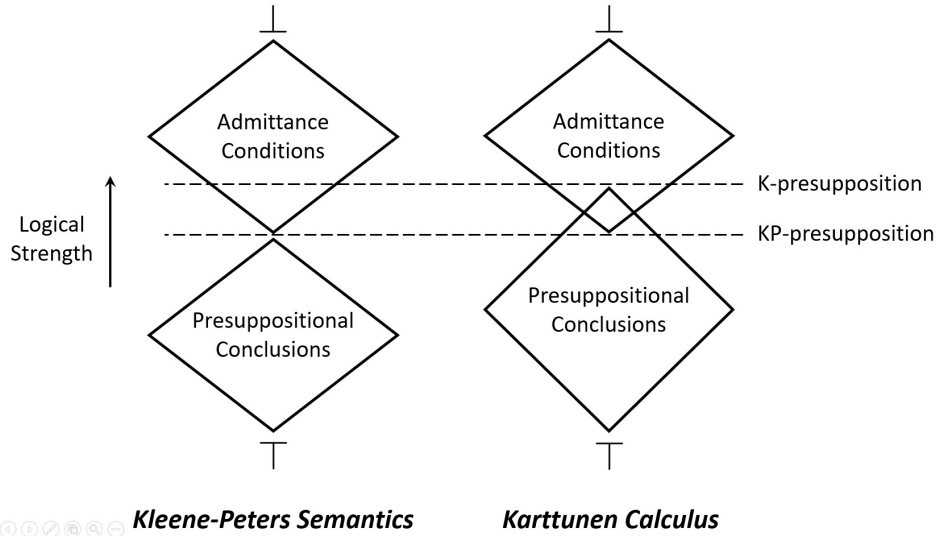 Admittance
Conditions
Admittance
Conditions
K-presupposition
Logical
Strength
KP-presupposition
Presuppositional
Conclusions
Presuppositional
Conclusions
Kleene-Peters Semantics
Karttunen Calculus